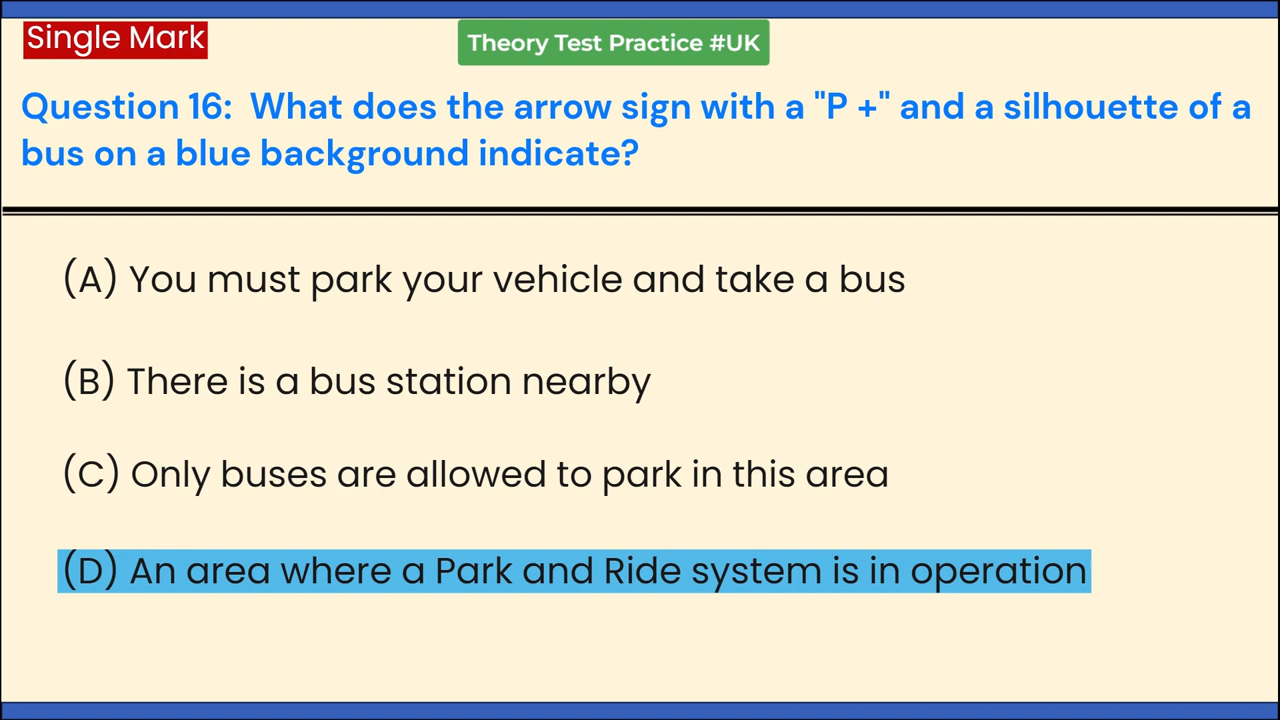 Single Mark
Theory Test Practice #UK
Question 16: What does the arrow sign with a "P +" and a silhouette of a
bus on a blue background indicate?
(A) You must park your vehicle and take a bus
(B) There is a bus station nearby
(C) Only buses are allowed to park in this area
(D) An area where a Park and Ride system is in operation